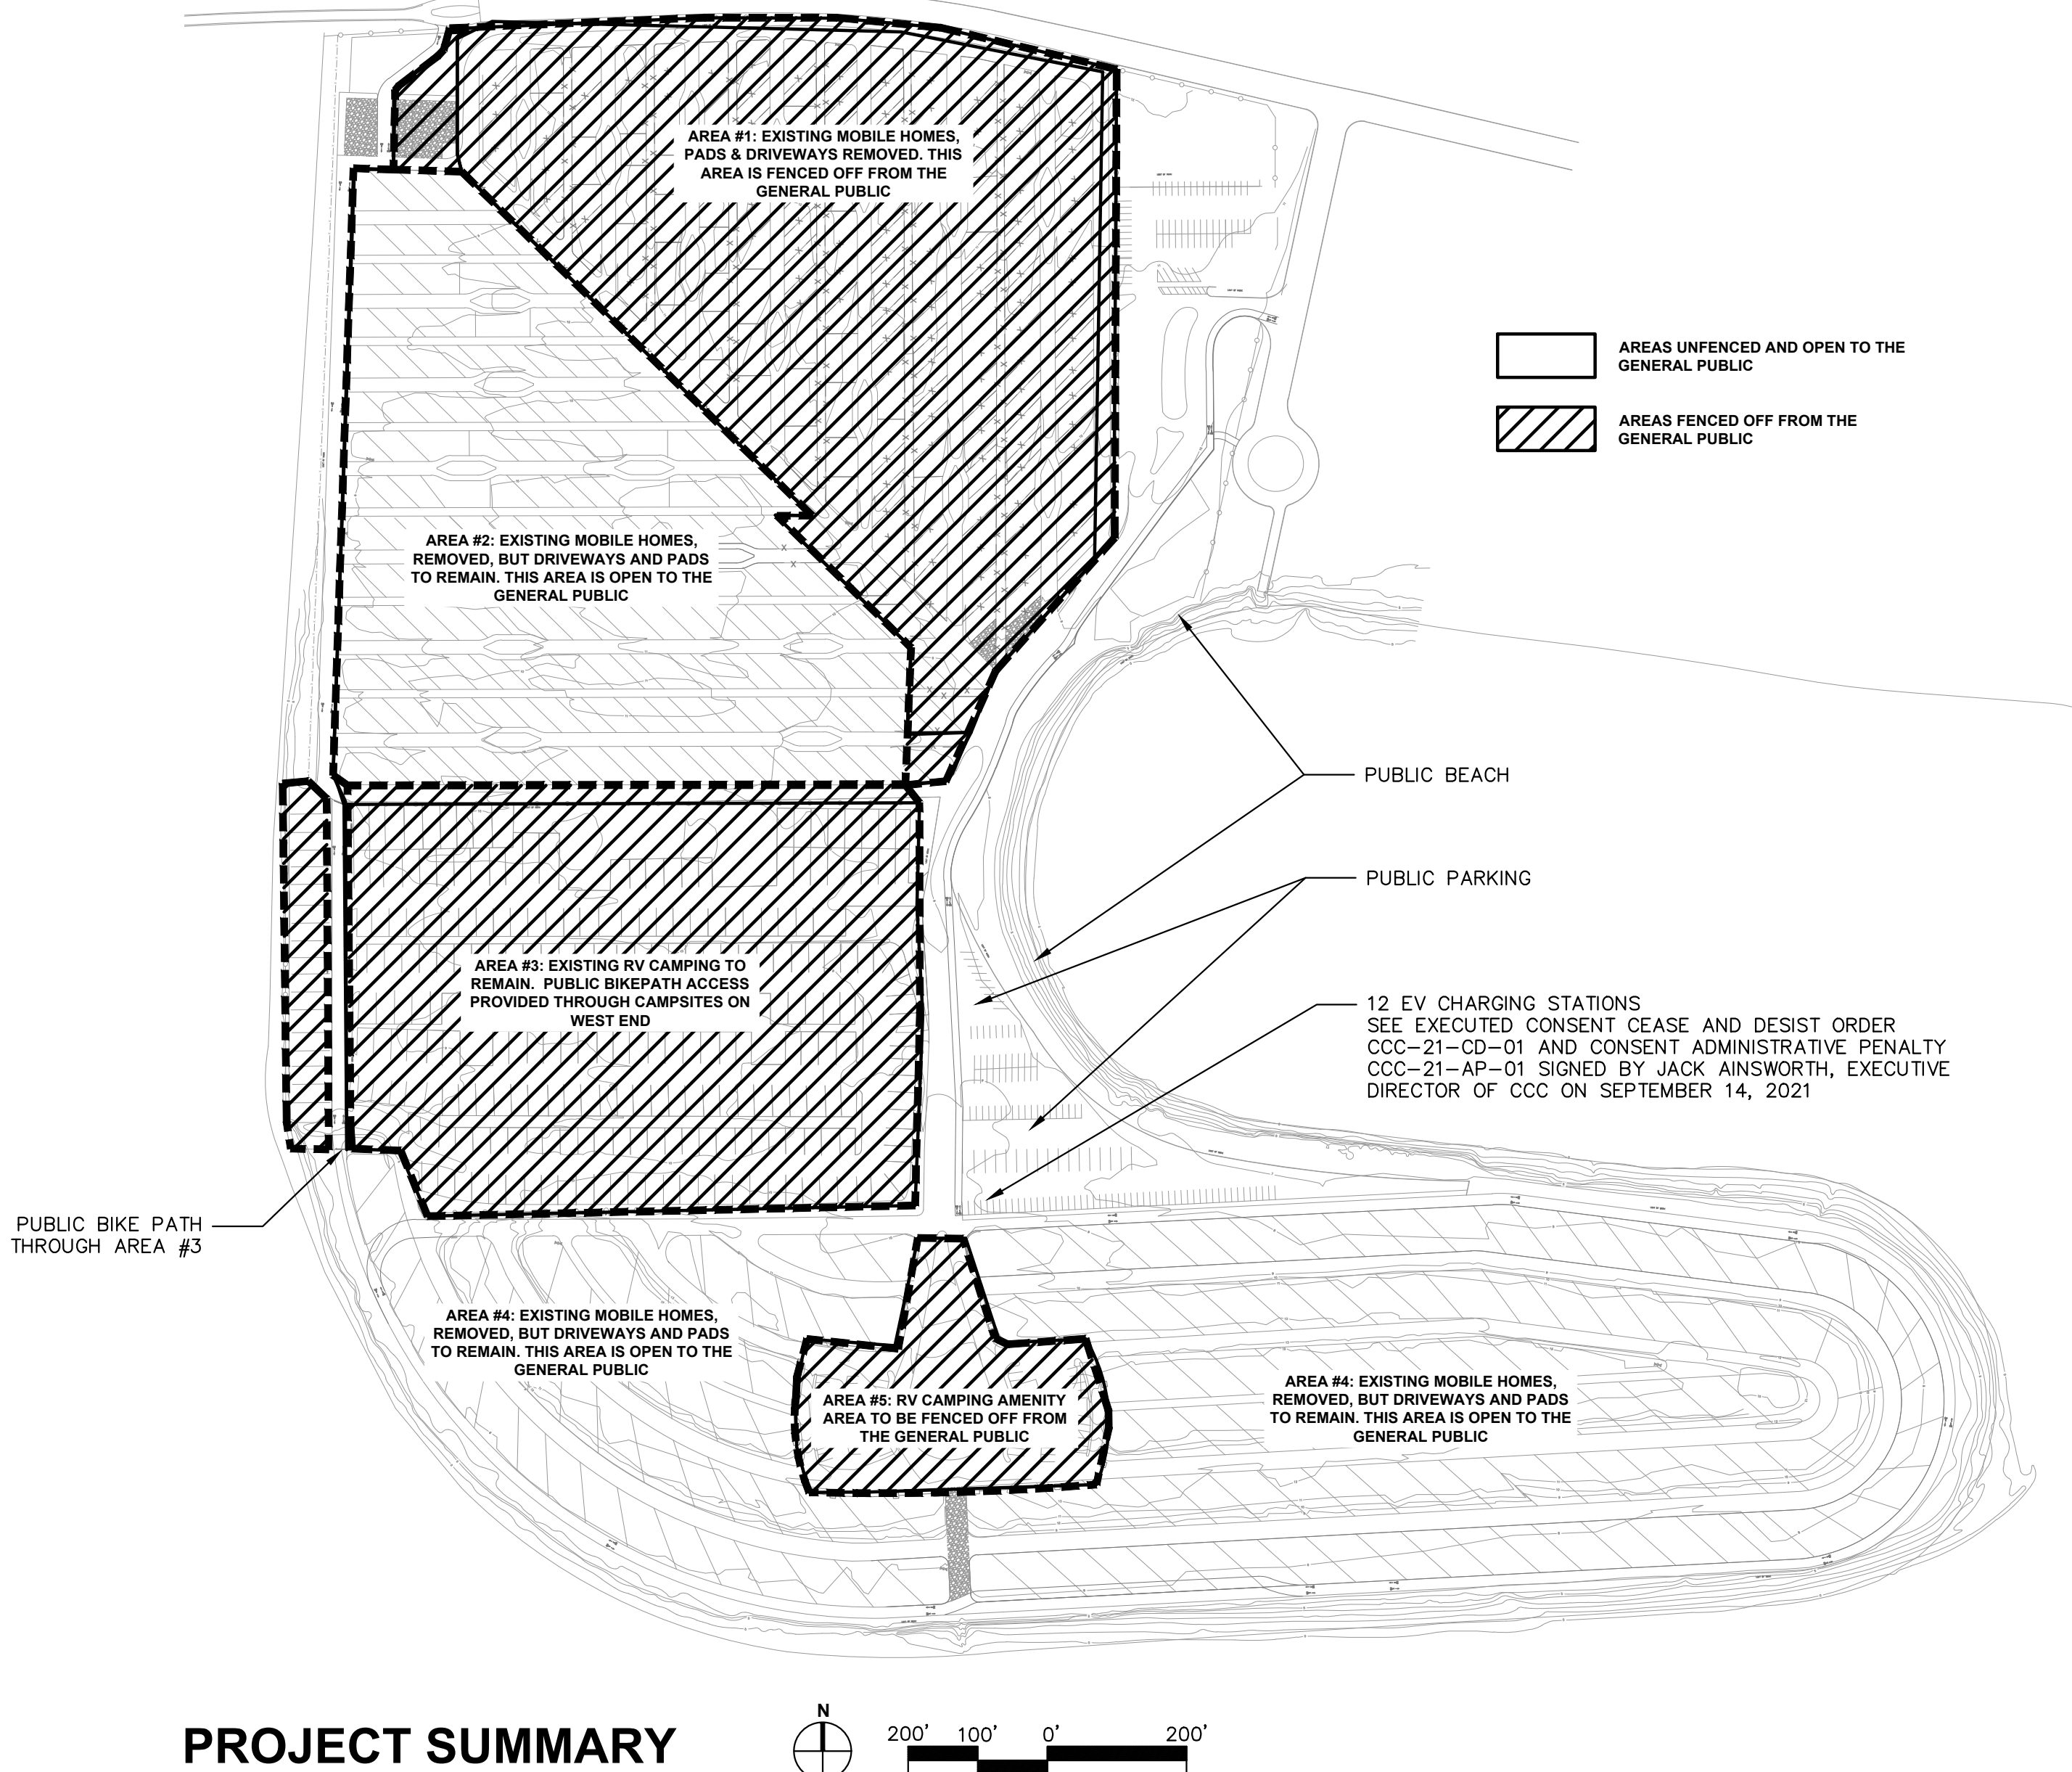 AREA #1: EXISTING MOBILE HOMES,
PADS & DRIVEWAYS REMOVED. THIS
AREA IS FENCED OFF FROM THE
GENERAL PUBLIC
AREAS UNFENCED AND OPEN TO THE
GENERAL PUBLIC
AREAS FENCED OFF FROM THE
GENERAL PUBLIC
AREA #2: EXISTING MOBILE HOMES,
REMOVED, BUT DRIVEWAYS AND PADS
TO REMAIN. THIS AREA IS OPEN TO THE
GENERAL PUBLIC
PUBLIC BEACH
PUBLIC PARKING
AREA #3: EXISTING RV CAMPING TO
REMAIN. PUBLIC BIKEPATH ACCESS
PROVIDED THROUGH CAMPSITES ON
WEST END
12 EV CHARGING STATIONS
SEE EXECUTED CONSENT CEASE AND DESIST ORDER
CCC-21-CD-01 AND CONSENT ADMINISTRATIVE PENALTY
CCC-21-AP-01 SIGNED BY JACK AINSWORTH, EXECUTIVE
DIRECTOR OF CCC ON SEPTEMBER 14, 2021
PUBLIC BIKE PATH
THROUGH AREA #3
AREA #4: EXISTING MOBILE HOMES,
REMOVED, BUT DRIVEWAYS AND PADS
TO REMAIN. THIS AREA IS OPEN TO THE
GENERAL PUBLIC
AREA #5: RV CAMPING AMENITY
AREA TO BE FENCED OFF FROM
THE GENERAL PUBLIC
AREA #4: EXISTING MOBILE HOMES,
REMOVED, BUT DRIVEWAYS AND PADS
TO REMAIN. THIS AREA IS OPEN TO THE
GENERAL PUBLIC
PROJECT SUMMARY
N
200' 100' 0' 200'